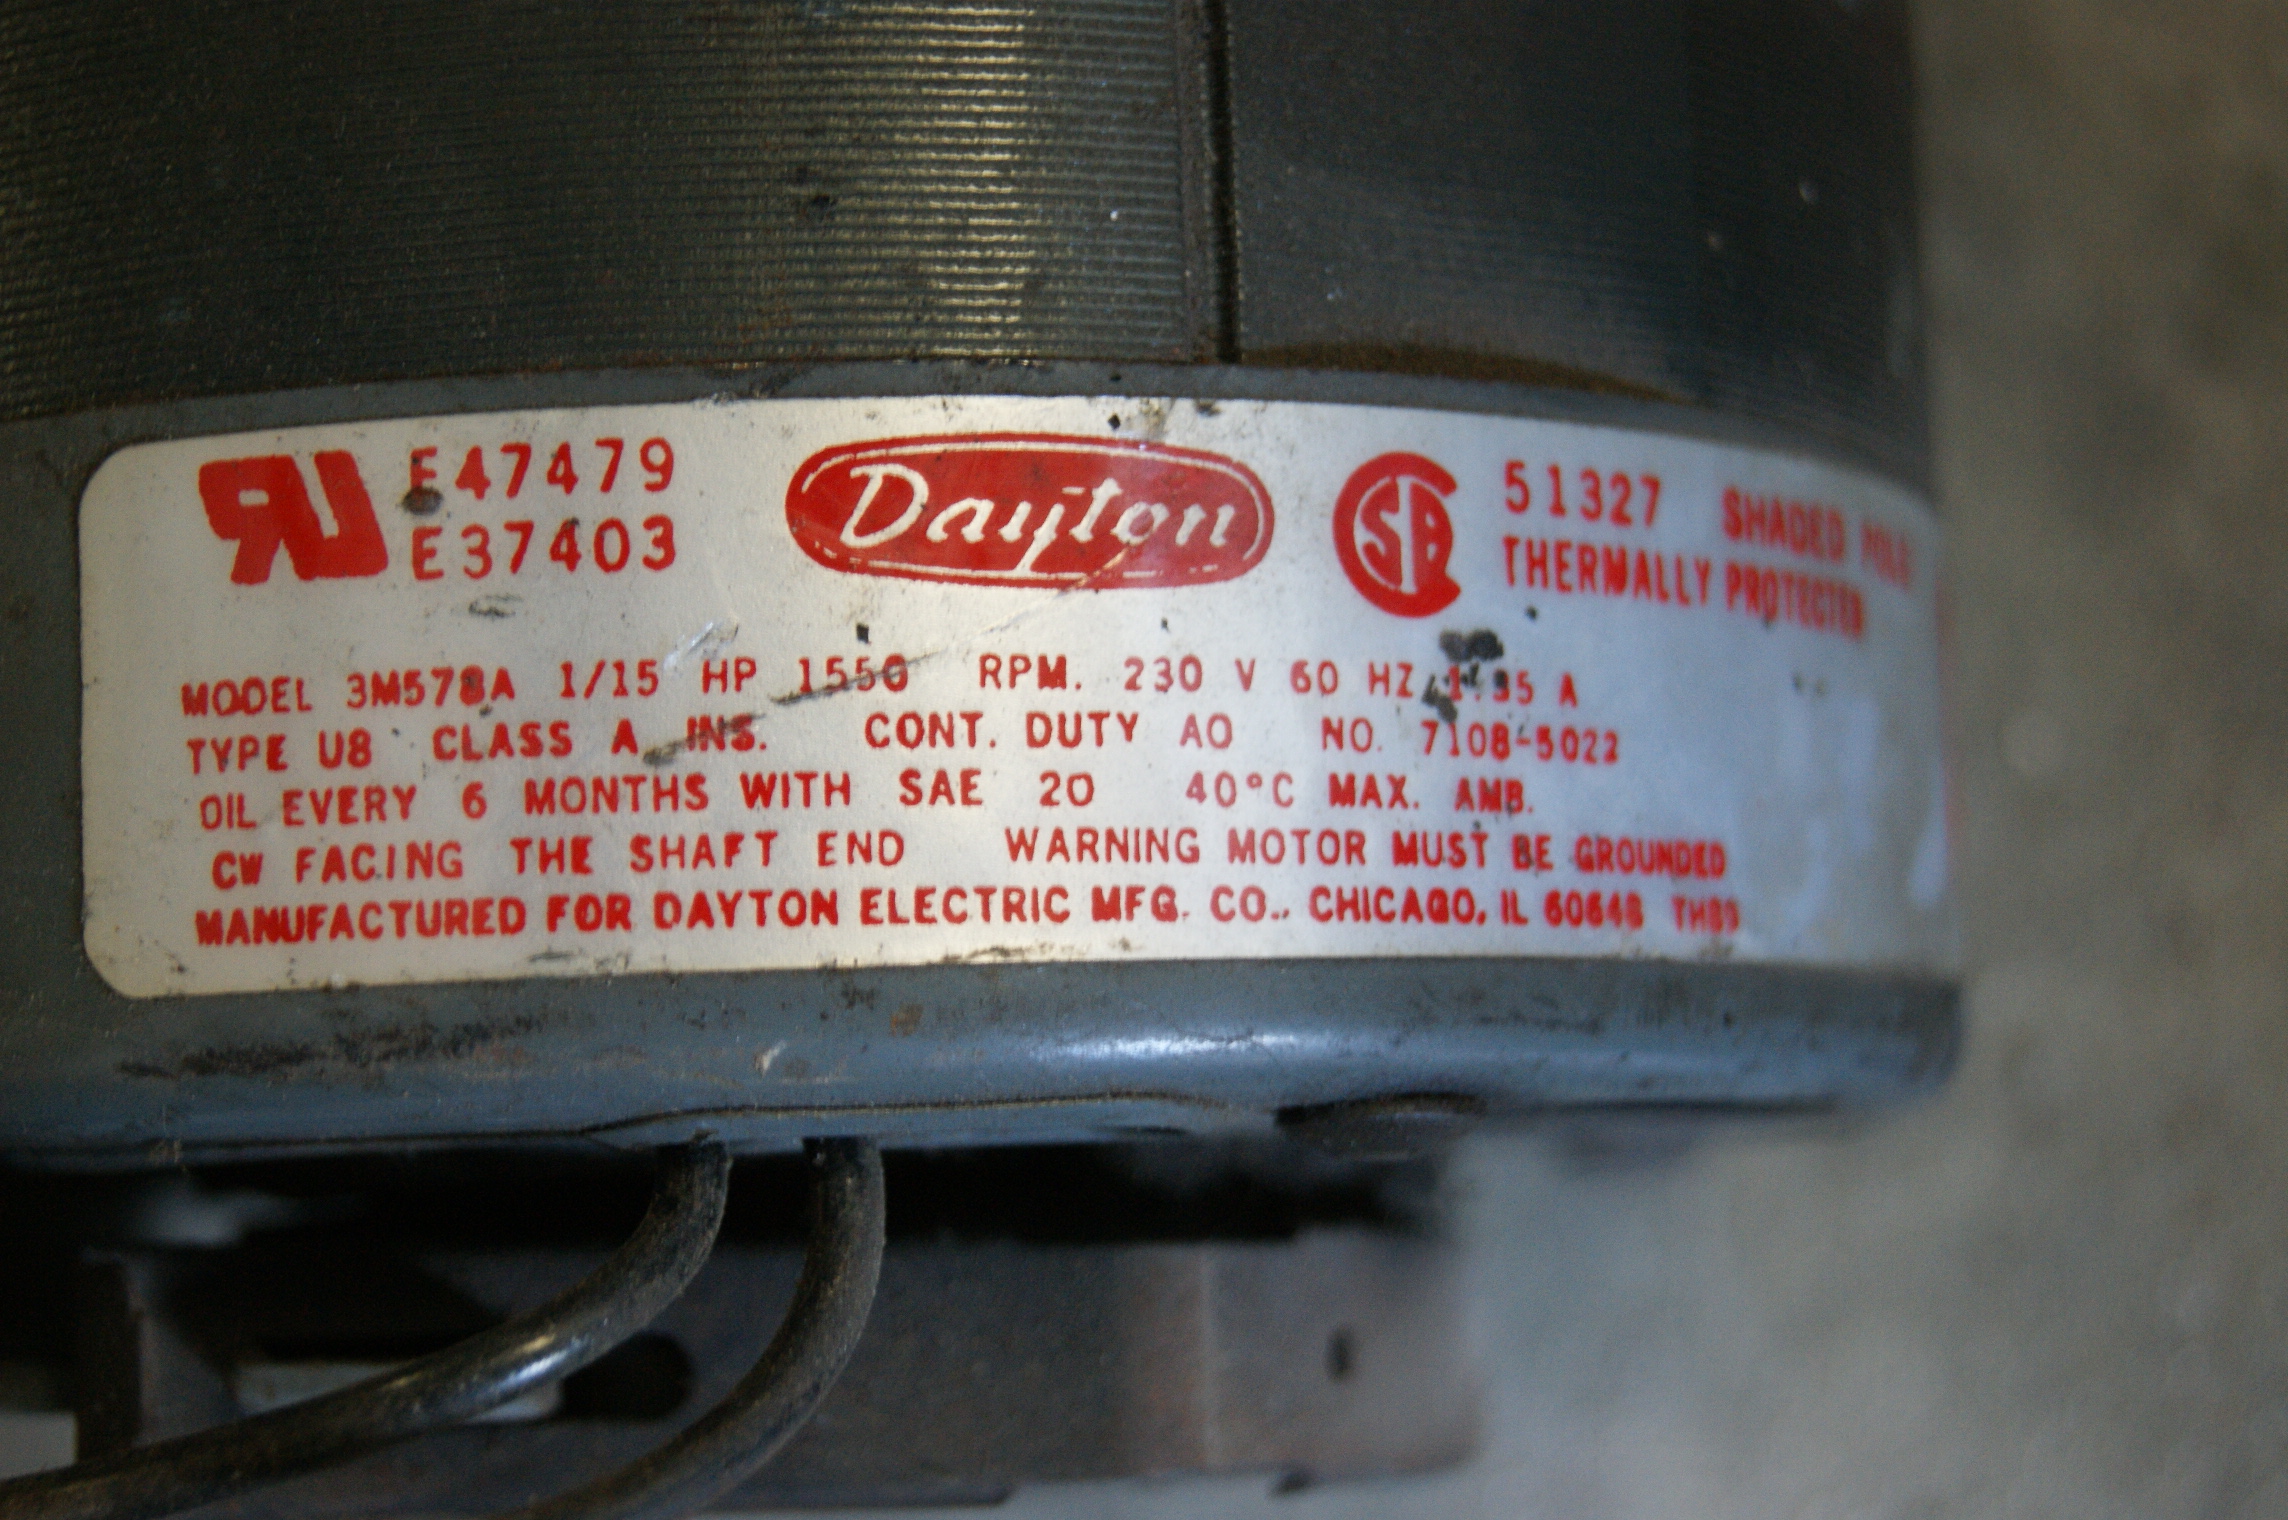 E47479
E37403
Dayton
SA
51327 SHADED POLE
THERMALLY PROTECTED
MODEL 3M578A 1/15 HP 1550 RPM. 230 V 60 HZ A
TYPE U8 CLASS A INS. CONT. DUTY AO NO. 7108-5022
OIL EVERY 6 MONTHS WITH SAE 20 40°C MAX. AMB.
CW FACING THE SHAFT END WARNING MOTOR MUST BE GROUNDED
MANUFACTURED FOR DAYTON ELECTRIC MFG. CO., CHICAGO, IL 60648 TH89